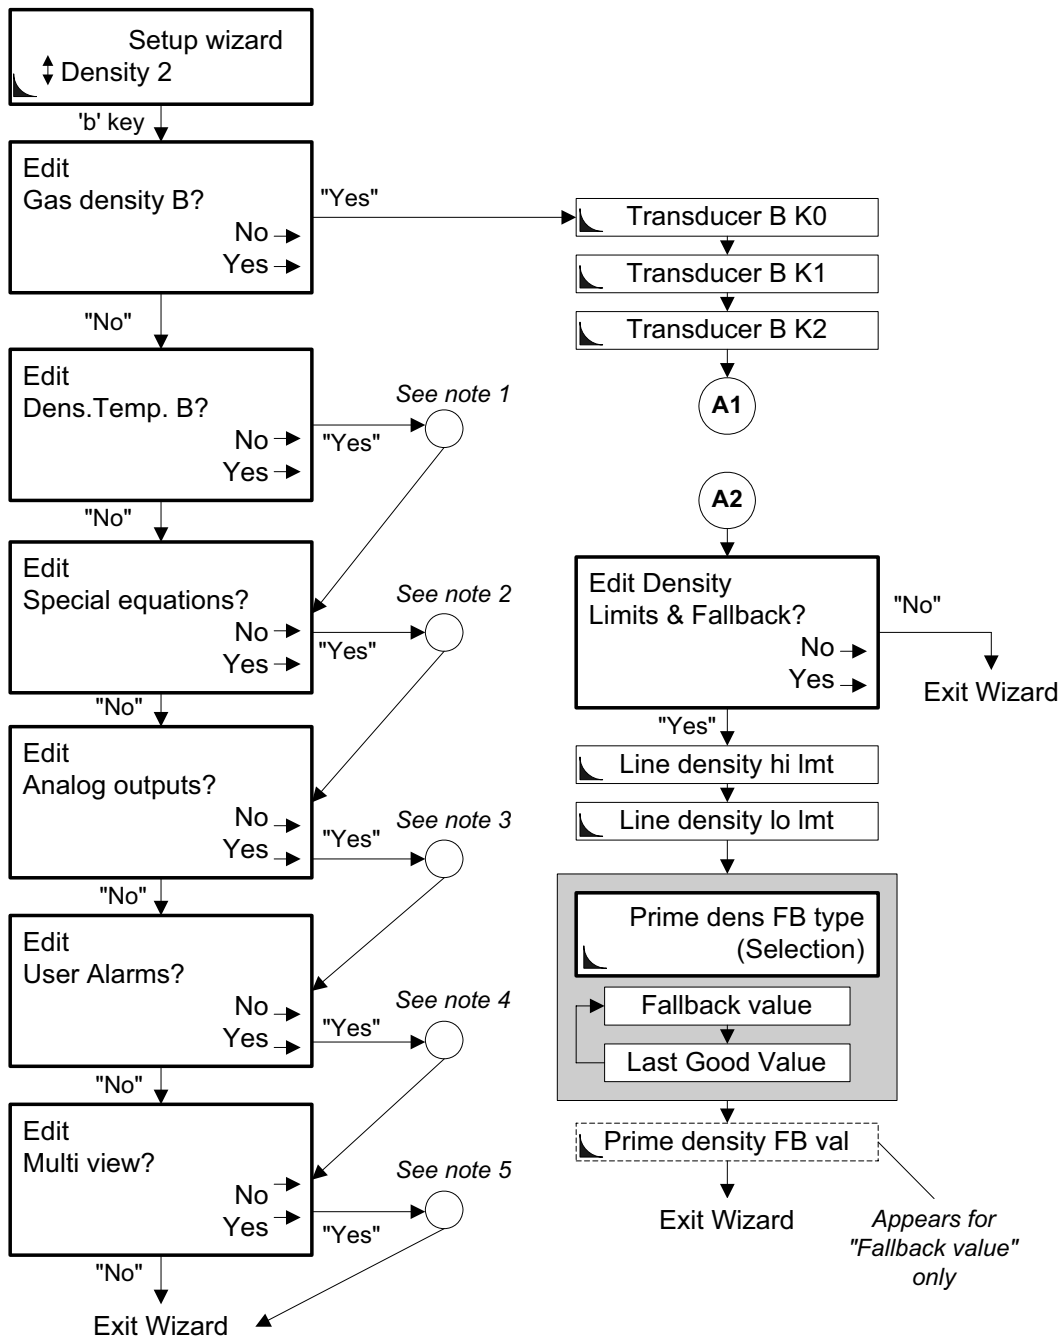 Setup wizard
Density 2
'b' key
Edit
Gas density B?
No
Yes
"Yes"
"No"
Edit
Dens.Temp. B?
No
Yes
"Yes"
See note 1
"No"
Edit
Special equations?
No
Yes
"Yes"
See note 2
"No"
Edit
Analog outputs?
No
Yes
"Yes"
See note 3
"No"
Edit
User Alarms?
No
Yes
"Yes"
See note 4
"No"
Edit
Multi view?
No
Yes
"Yes"
See note 5
"No"
Exit Wizard
Transducer B K0
Transducer B K1
Transducer B K2
A1
A2
Edit Density
Limits & Fallback?
No
Yes
"No"
Exit Wizard
"Yes"
Line density hi lmt
Line density lo lmt
Prime dens FB type
(Selection)
Fallback value
Last Good Value
Prime density FB val
Exit Wizard
Appears for
"Fallback value"
only